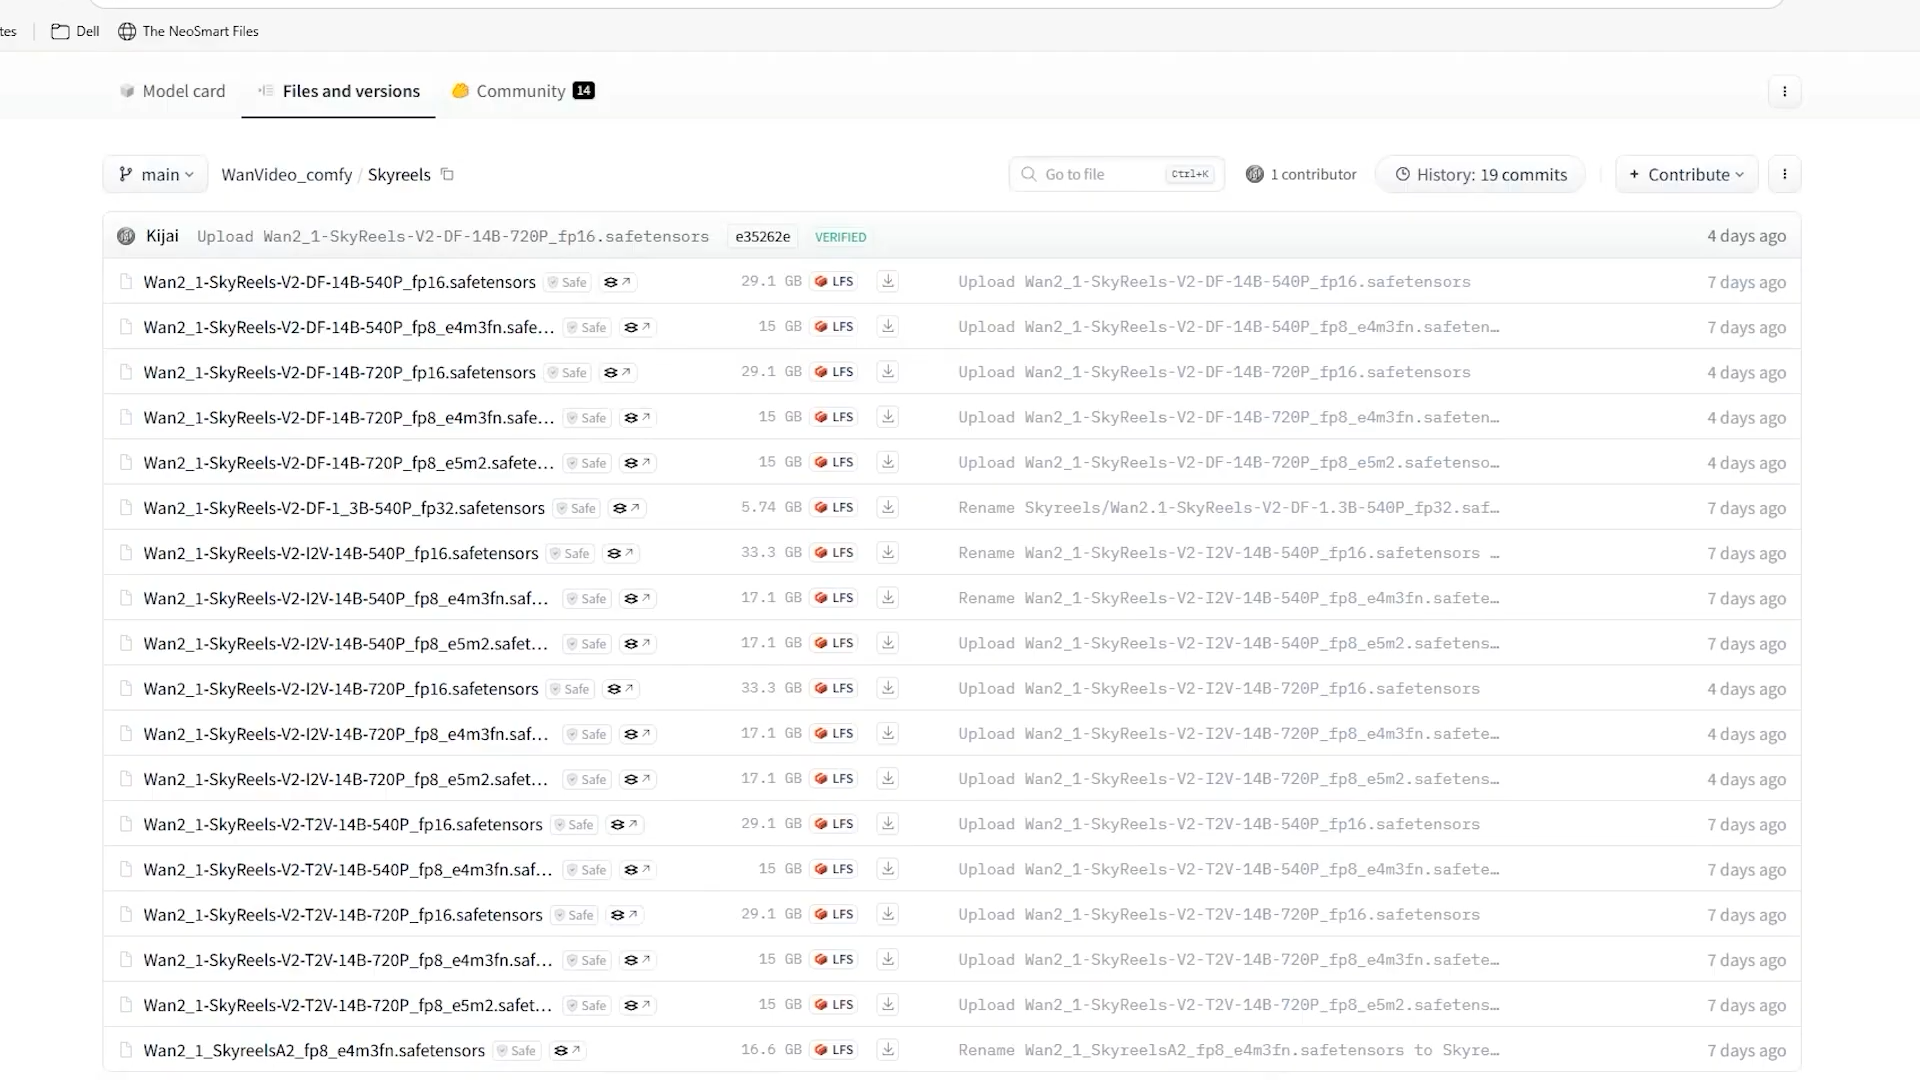 tes Dell The NeoSmart Files
Model card Files and versions Community 14
main WanVideo_comfy / Skyreels Go to file Ctrl+K 1 contributor History: 19 commits + Contribute
Kijai Upload Wan2_1-SkyReels-V2-DF-14B-720P_fp16.safetensors e35262e VERIFIED 4 days ago
Wan2_1-SkyReels-V2-DF-14B-540P_fp16.safetensors Safe 29.1 GB LFS Upload Wan2_1-SkyReels-V2-DF-14B-540P_fp16.safetensors 7 days ago
Wan2_1-SkyReels-V2-DF-14B-540P_fp8_e4m3fn.safe... Safe 15 GB LFS Upload Wan2_1-SkyReels-V2-DF-14B-540P_fp8_e4m3fn.safeten... 7 days ago
Wan2_1-SkyReels-V2-DF-14B-720P_fp16.safetensors Safe 29.1 GB LFS Upload Wan2_1-SkyReels-V2-DF-14B-720P_fp16.safetensors 4 days ago
Wan2_1-SkyReels-V2-DF-14B-720P_fp8_e4m3fn.safe... Safe 15 GB LFS Upload Wan2_1-SkyReels-V2-DF-14B-720P_fp8_e4m3fn.safeten... 4 days ago
Wan2_1-SkyReels-V2-DF-14B-720P_fp8_e5m2.safete... Safe 15 GB LFS Upload Wan2_1-SkyReels-V2-DF-14B-720P_fp8_e5m2.safetenso... 4 days ago
Wan2_1-SkyReels-V2-DF-1_3B-540P_fp32.safetensors Safe 5.74 GB LFS Rename Skyreels/Wan2.1-SkyReels-V2-DF-1.3B-540P_fp32.saf... 7 days ago
Wan2_1-SkyReels-V2-I2V-14B-540P_fp16.safetensors Safe 33.3 GB LFS Rename Wan2_1-SkyReels-V2-I2V-14B-540P_fp16.safetensors ... 7 days ago
Wan2_1-SkyReels-V2-I2V-14B-540P_fp8_e4m3fn.saf... Safe 17.1 GB LFS Rename Wan2_1-SkyReels-V2-I2V-14B-540P_fp8_e4m3fn.safete... 7 days ago
Wan2_1-SkyReels-V2-I2V-14B-540P_fp8_e5m2.safet... Safe 17.1 GB LFS Upload Wan2_1-SkyReels-V2-I2V-14B-540P_fp8_e5m2.safetens... 7 days ago
Wan2_1-SkyReels-V2-I2V-14B-720P_fp16.safetensors Safe 33.3 GB LFS Upload Wan2_1-SkyReels-V2-I2V-14B-720P_fp16.safetensors 4 days ago
Wan2_1-SkyReels-V2-I2V-14B-720P_fp8_e4m3fn.saf... Safe 17.1 GB LFS Upload Wan2_1-SkyReels-V2-I2V-14B-720P_fp8_e4m3fn.safete... 4 days ago
Wan2_1-SkyReels-V2-I2V-14B-720P_fp8_e5m2.safet... Safe 17.1 GB LFS Upload Wan2_1-SkyReels-V2-I2V-14B-720P_fp8_e5m2.safetens... 4 days ago
Wan2_1-SkyReels-V2-T2V-14B-540P_fp16.safetensors Safe 29.1 GB LFS Upload Wan2_1-SkyReels-V2-T2V-14B-540P_fp16.safetensors 7 days ago
Wan2_1-SkyReels-V2-T2V-14B-540P_fp8_e4m3fn.saf... Safe 15 GB LFS Upload Wan2_1-SkyReels-V2-T2V-14B-540P_fp8_e4m3fn.safete... 7 days ago
Wan2_1-SkyReels-V2-T2V-14B-720P_fp16.safetensors Safe 29.1 GB LFS Upload Wan2_1-SkyReels-V2-T2V-14B-720P_fp16.safetensors 7 days ago
Wan2_1-SkyReels-V2-T2V-14B-720P_fp8_e4m3fn.saf... Safe 15 GB LFS Upload Wan2_1-SkyReels-V2-T2V-14B-720P_fp8_e4m3fn.safete... 7 days ago
Wan2_1-SkyReels-V2-T2V-14B-720P_fp8_e5m2.safet... Safe 15 GB LFS Upload Wan2_1-SkyReels-V2-T2V-14B-720P_fp8_e5m2.safetens... 7 days ago
Wan2_1_SkyreelsA2_fp8_e4m3fn.safetensors Safe 16.6 GB LFS Rename Wan2_1_SkyreelsA2_fp8_e4m3fn.safetensors to Skyre... 7 days ago